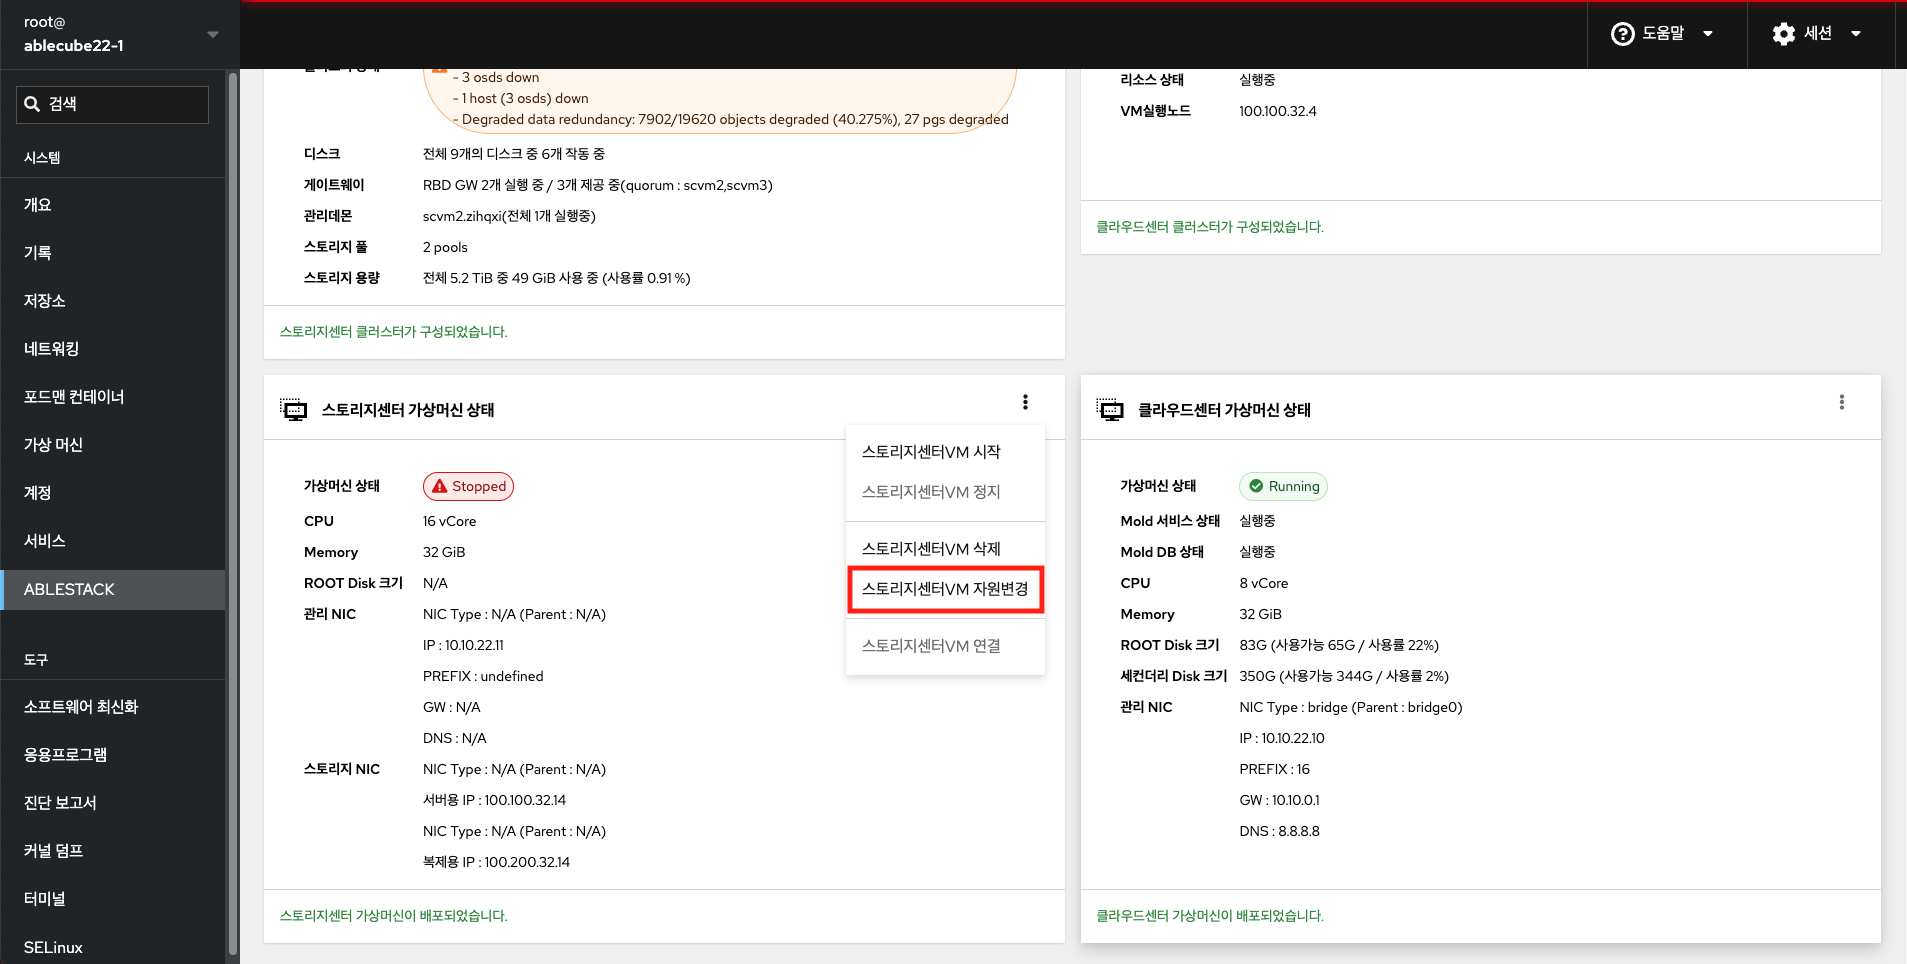 root@
ablecube22-1
도움말
세션
검색
시스템
개요
기록
저장소
네트워킹
포드맨 컨테이너
가상 머신
계정
서비스
ABLESTACK
도구
소프트웨어 최신화
응용프로그램
진단 보고서
커널 덤프
터미널
SELinux
- 3 osds down
- 1 host (3 osds) down
- Degraded data redundancy: 7902/19620 objects degraded (40.275%), 27 pgs degraded
디스크 전체 9개의 디스크 중 6개 작동 중
게이트웨이 RBD GW 2개 실행 중 / 3개 제공 중(quorum : scvm2,scvm3)
관리데몬 scvm2.zihqxi(전체 1개 실행중)
스토리지 풀 2 pools
스토리지 용량 전체 5.2 TiB 중 49 GiB 사용 중 (사용률 0.91 %)
스토리지센터 클러스터가 구성되었습니다.
리소스 상태 실행중
VM실행노드 100.100.32.4
클라우드센터 클러스터가 구성되었습니다.
스토리지센터 가상머신 상태
가상머신 상태 Stopped
CPU 16 vCore
Memory 32 GiB
ROOT Disk 크기 N/A
관리 NIC NIC Type : N/A (Parent : N/A)
IP : 10.10.22.11
PREFIX : undefined
GW : N/A
DNS : N/A
스토리지 NIC NIC Type : N/A (Parent : N/A)
서버용 IP : 100.100.32.14
NIC Type : N/A (Parent : N/A)
복제용 IP : 100.200.32.14
스토리지센터 가상머신이 배포되었습니다.
스토리지센터VM 시작
스토리지센터VM 정지
스토리지센터VM 삭제
스토리지센터VM 자원변경
스토리지센터VM 연결
클라우드센터 가상머신 상태
가상머신 상태 Running
Mold 서비스 상태 실행중
Mold DB 상태 실행중
CPU 8 vCore
Memory 32 GiB
ROOT Disk 크기 83G (사용가능 65G / 사용률 22%)
세컨더리 Disk 크기 350G (사용가능 344G / 사용률 2%)
관리 NIC NIC Type : bridge (Parent : bridge0)
IP : 10.10.22.10
PREFIX : 16
GW : 10.10.0.1
DNS : 8.8.8.8
클라우드센터 가상머신이 배포되었습니다.